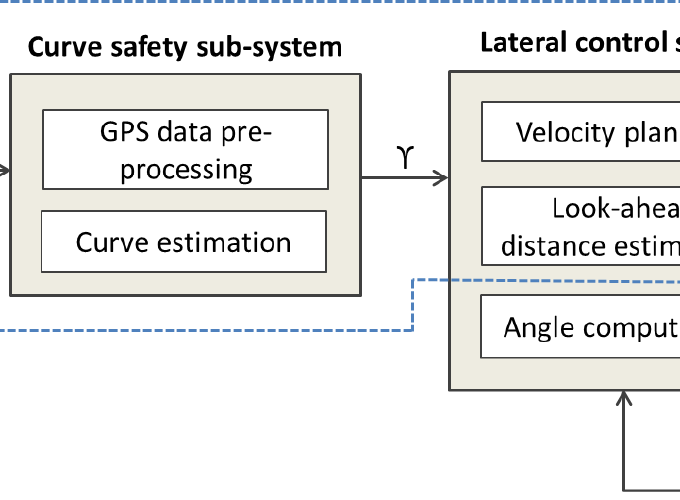 Curve safety sub-system
GPS data pre-
processing
Curve estimation
ϒ
Lateral control s
Velocity plan
Look-ahea
distance estim
Angle comput